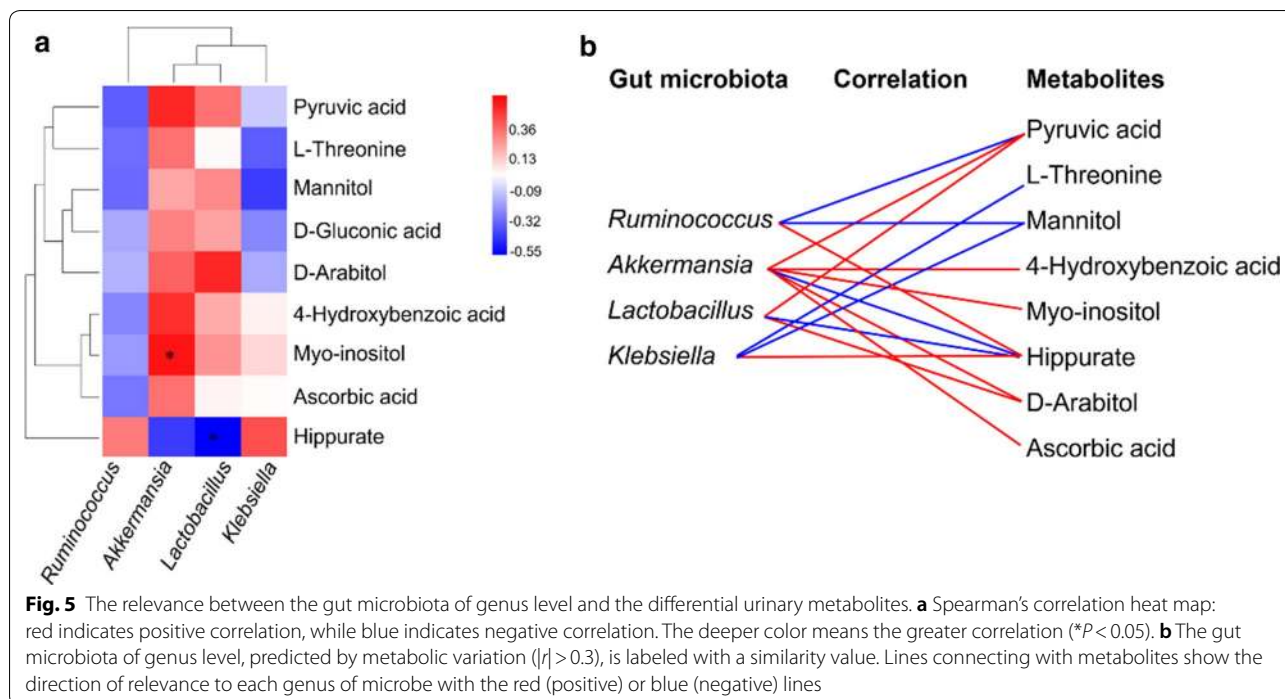 a
Pyruvic acid
L-Threonine
Mannitol
D-Gluconic acid
D-Arabitol
4-Hydroxybenzoic acid
*
Myo-inositol
Ascorbic acid
*
Hippurate
Ruminococcus
Akkermansia
Lactobacillus
Klebsiella
0.36
0.13
-0.09
-0.32
-0.55
b
Gut microbiota Correlation Metabolites
Ruminococcus
Akkermansia
Lactobacillus
Klebsiella
Pyruvic acid
L-Threonine
Mannitol
4-Hydroxybenzoic acid
Myo-inositol
Hippurate
D-Arabitol
Ascorbic acid
Fig. 5 The relevance between the gut microbiota of genus level and the differential urinary metabolites. a Spearman's correlation heat map:
red indicates positive correlation, while blue indicates negative correlation. The deeper color means the greater correlation (*P < 0.05). b The gut
microbiota of genus level, predicted by metabolic variation (|r| > 0.3), is labeled with a similarity value. Lines connecting with metabolites show the
direction of relevance to each genus of microbe with the red (positive) or blue (negative) lines